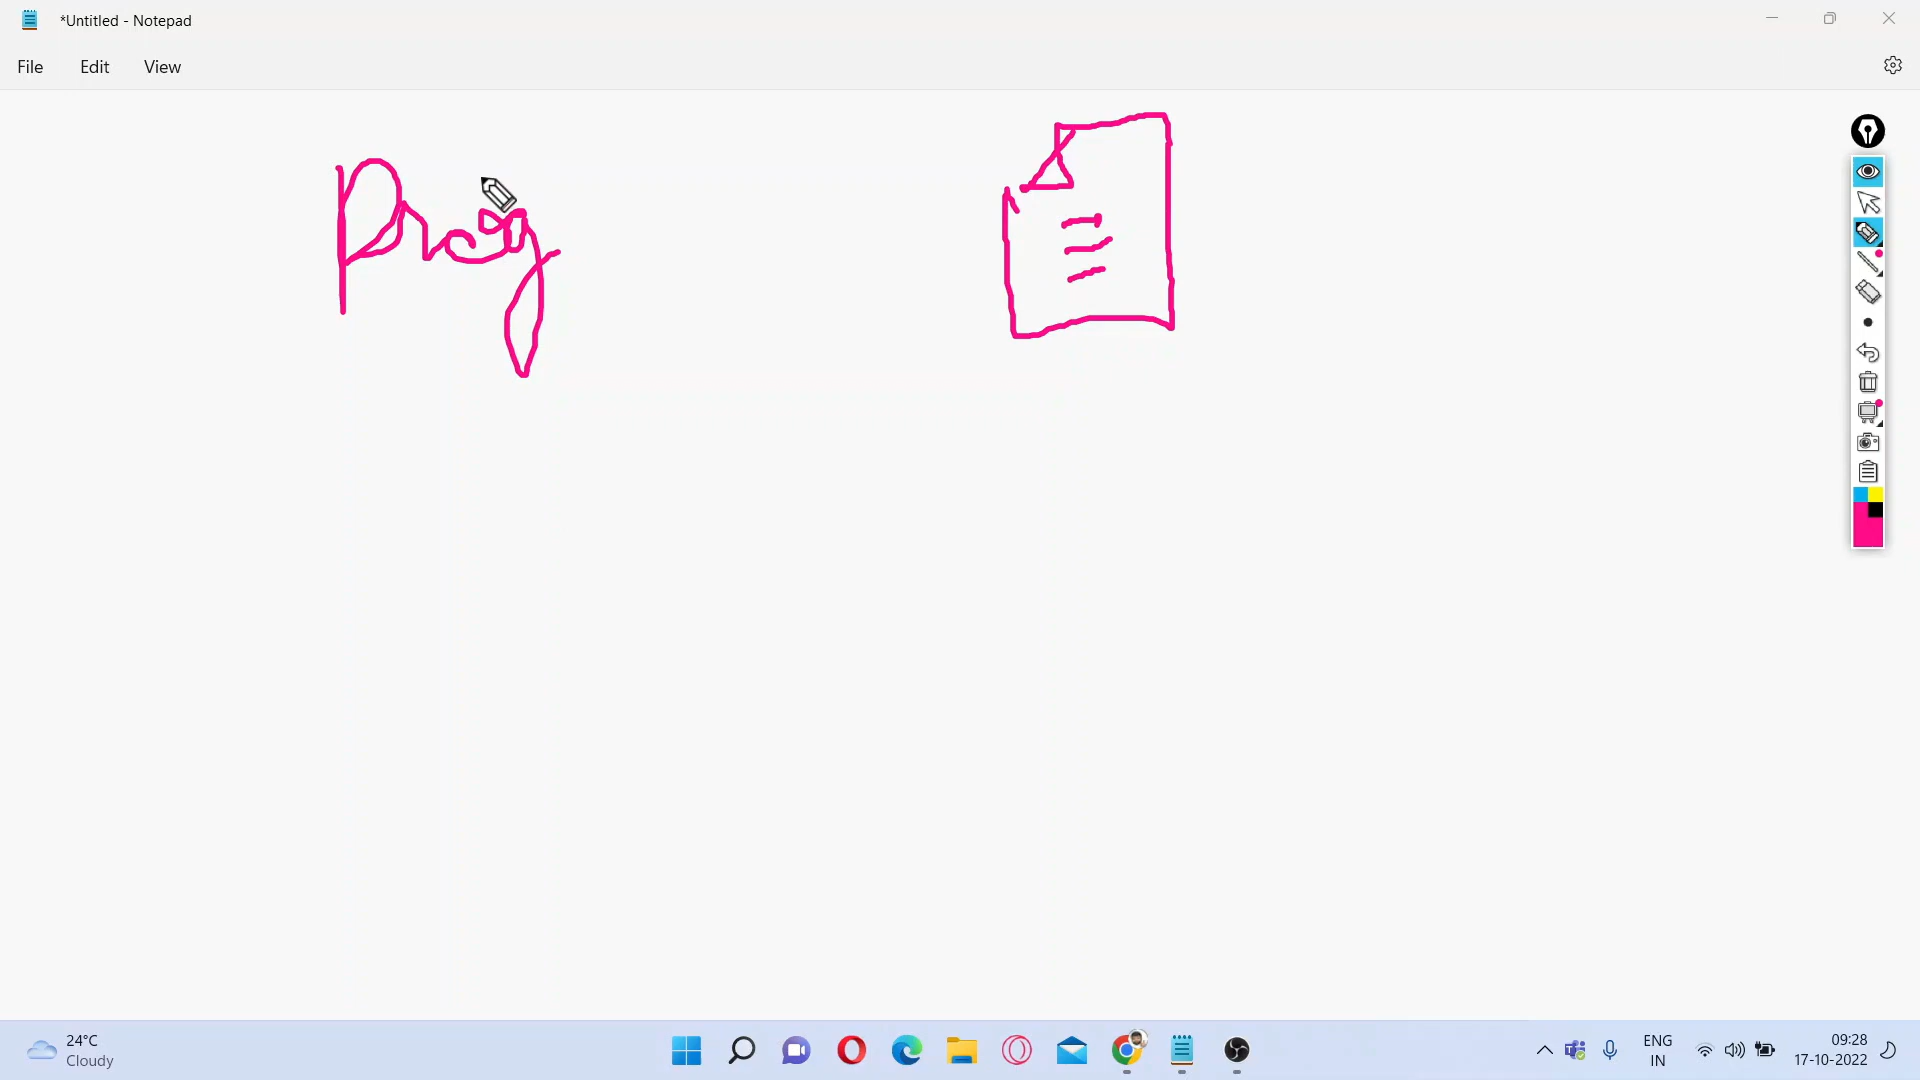 *Untitled - Notepad
File Edit View
Prog
24°C
Cloudy
ENG
IN
09:28
17-10-2022